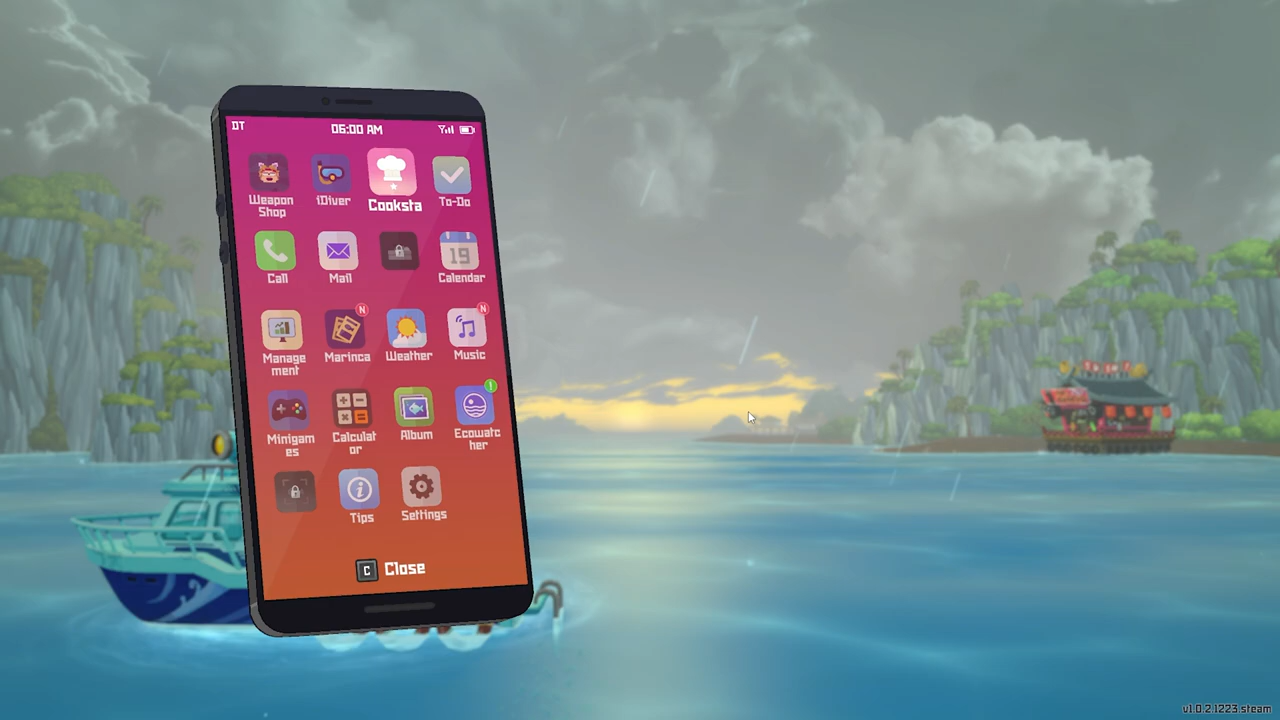 DT
06:00 AM
Weapon
Shop
iDiver
Cooksta
To-Do
Call
Mail
19
Calendar
Manage
ment
N
Marinca
Weather
N
Music
Minigam
es
Calculat
or
Album
Ecowatc
her
Tips
Settings
C Close
v1.0.2.1223.steam